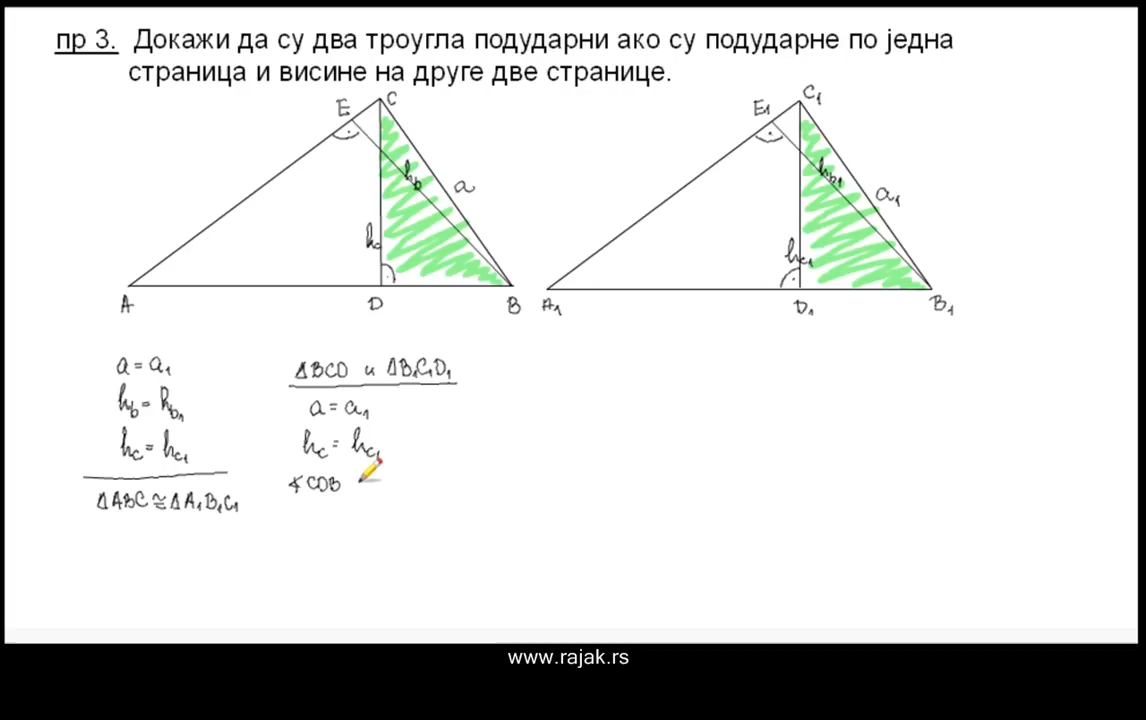 пр 3. Докажи да су два троугла подударни ако су подударне по једна
страница и висине на друге две странице.
E C
h_b a
h_c
A D B
E₁ C₁
h_b₁ a₁
h_c₁
A₁ D₁ B₁
a = a₁
h_b = h_b₁
h_c = h_c₁
ΔABC ≅ ΔA₁B₁C₁
ΔBCD и ΔB₁C₁D₁
a = a₁
h_c = h_c₁
∢CDB
www.rajak.rs